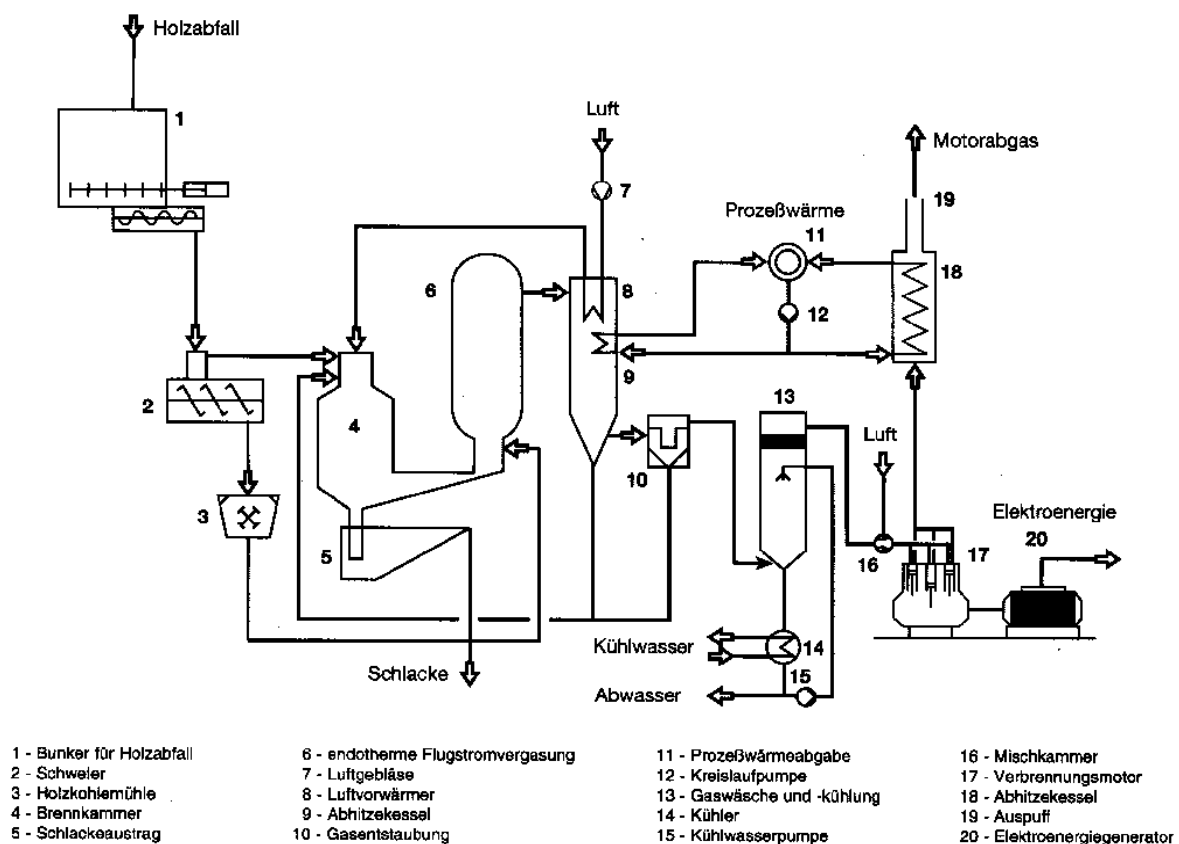 Holzabfall
1
Luft
7
Motorabgas
19
Prozeßwärme
11
6
8
18
12
2
4
9
13
3
10
Luft
Elektroenergie
20
5
16
17
Kühlwasser
14
Schlacke
Abwasser
15
1 - Bunker für Holzabfall
2 - Schweler
3 - Holzkohlemühle
4 - Brennkammer
5 - Schlackeaustrag
6 - endotherme Flugstromvergasung
7 - Luftgebläse
8 - Luftvorwärmer
9 - Abhitzekessel
10 - Gasentstaubung
11 - Prozeßwärmeabgabe
12 - Kreislaufpumpe
13 - Gaswäsche und -kühlung
14 - Kühler
15 - Kühlwasserpumpe
16 - Mischkammer
17 - Verbrennungsmotor
18 - Abhitzekessel
19 - Auspuff
20 - Elektroenergiegenerator